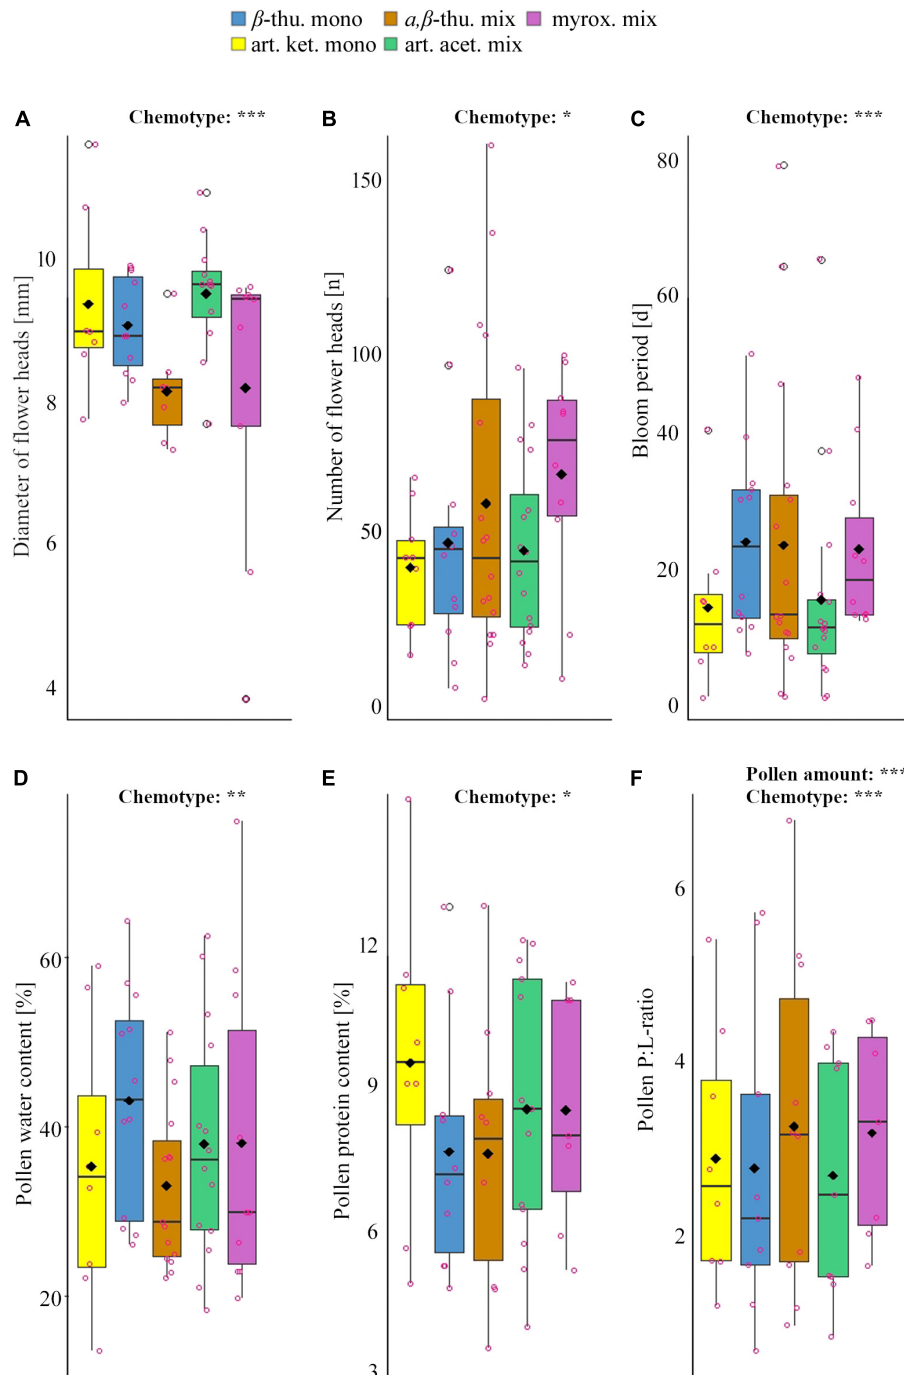 β-thu. mono α,β-thu. mix myrox. mix
art. ket. mono art. acet. mix
A Chemotype: ***
Diameter of flower heads [mm]
10
8
6
4
B Chemotype: *
Number of flower heads [n]
150
100
50
0
C Chemotype: ***
Bloom period [d]
80
60
40
20
0
D Chemotype: **
Pollen water content [%]
60
40
20
E Chemotype: *
Pollen protein content [%]
12
9
6
3
F Pollen amount: ***
Chemotype: ***
Pollen P:L-ratio
6
4
2